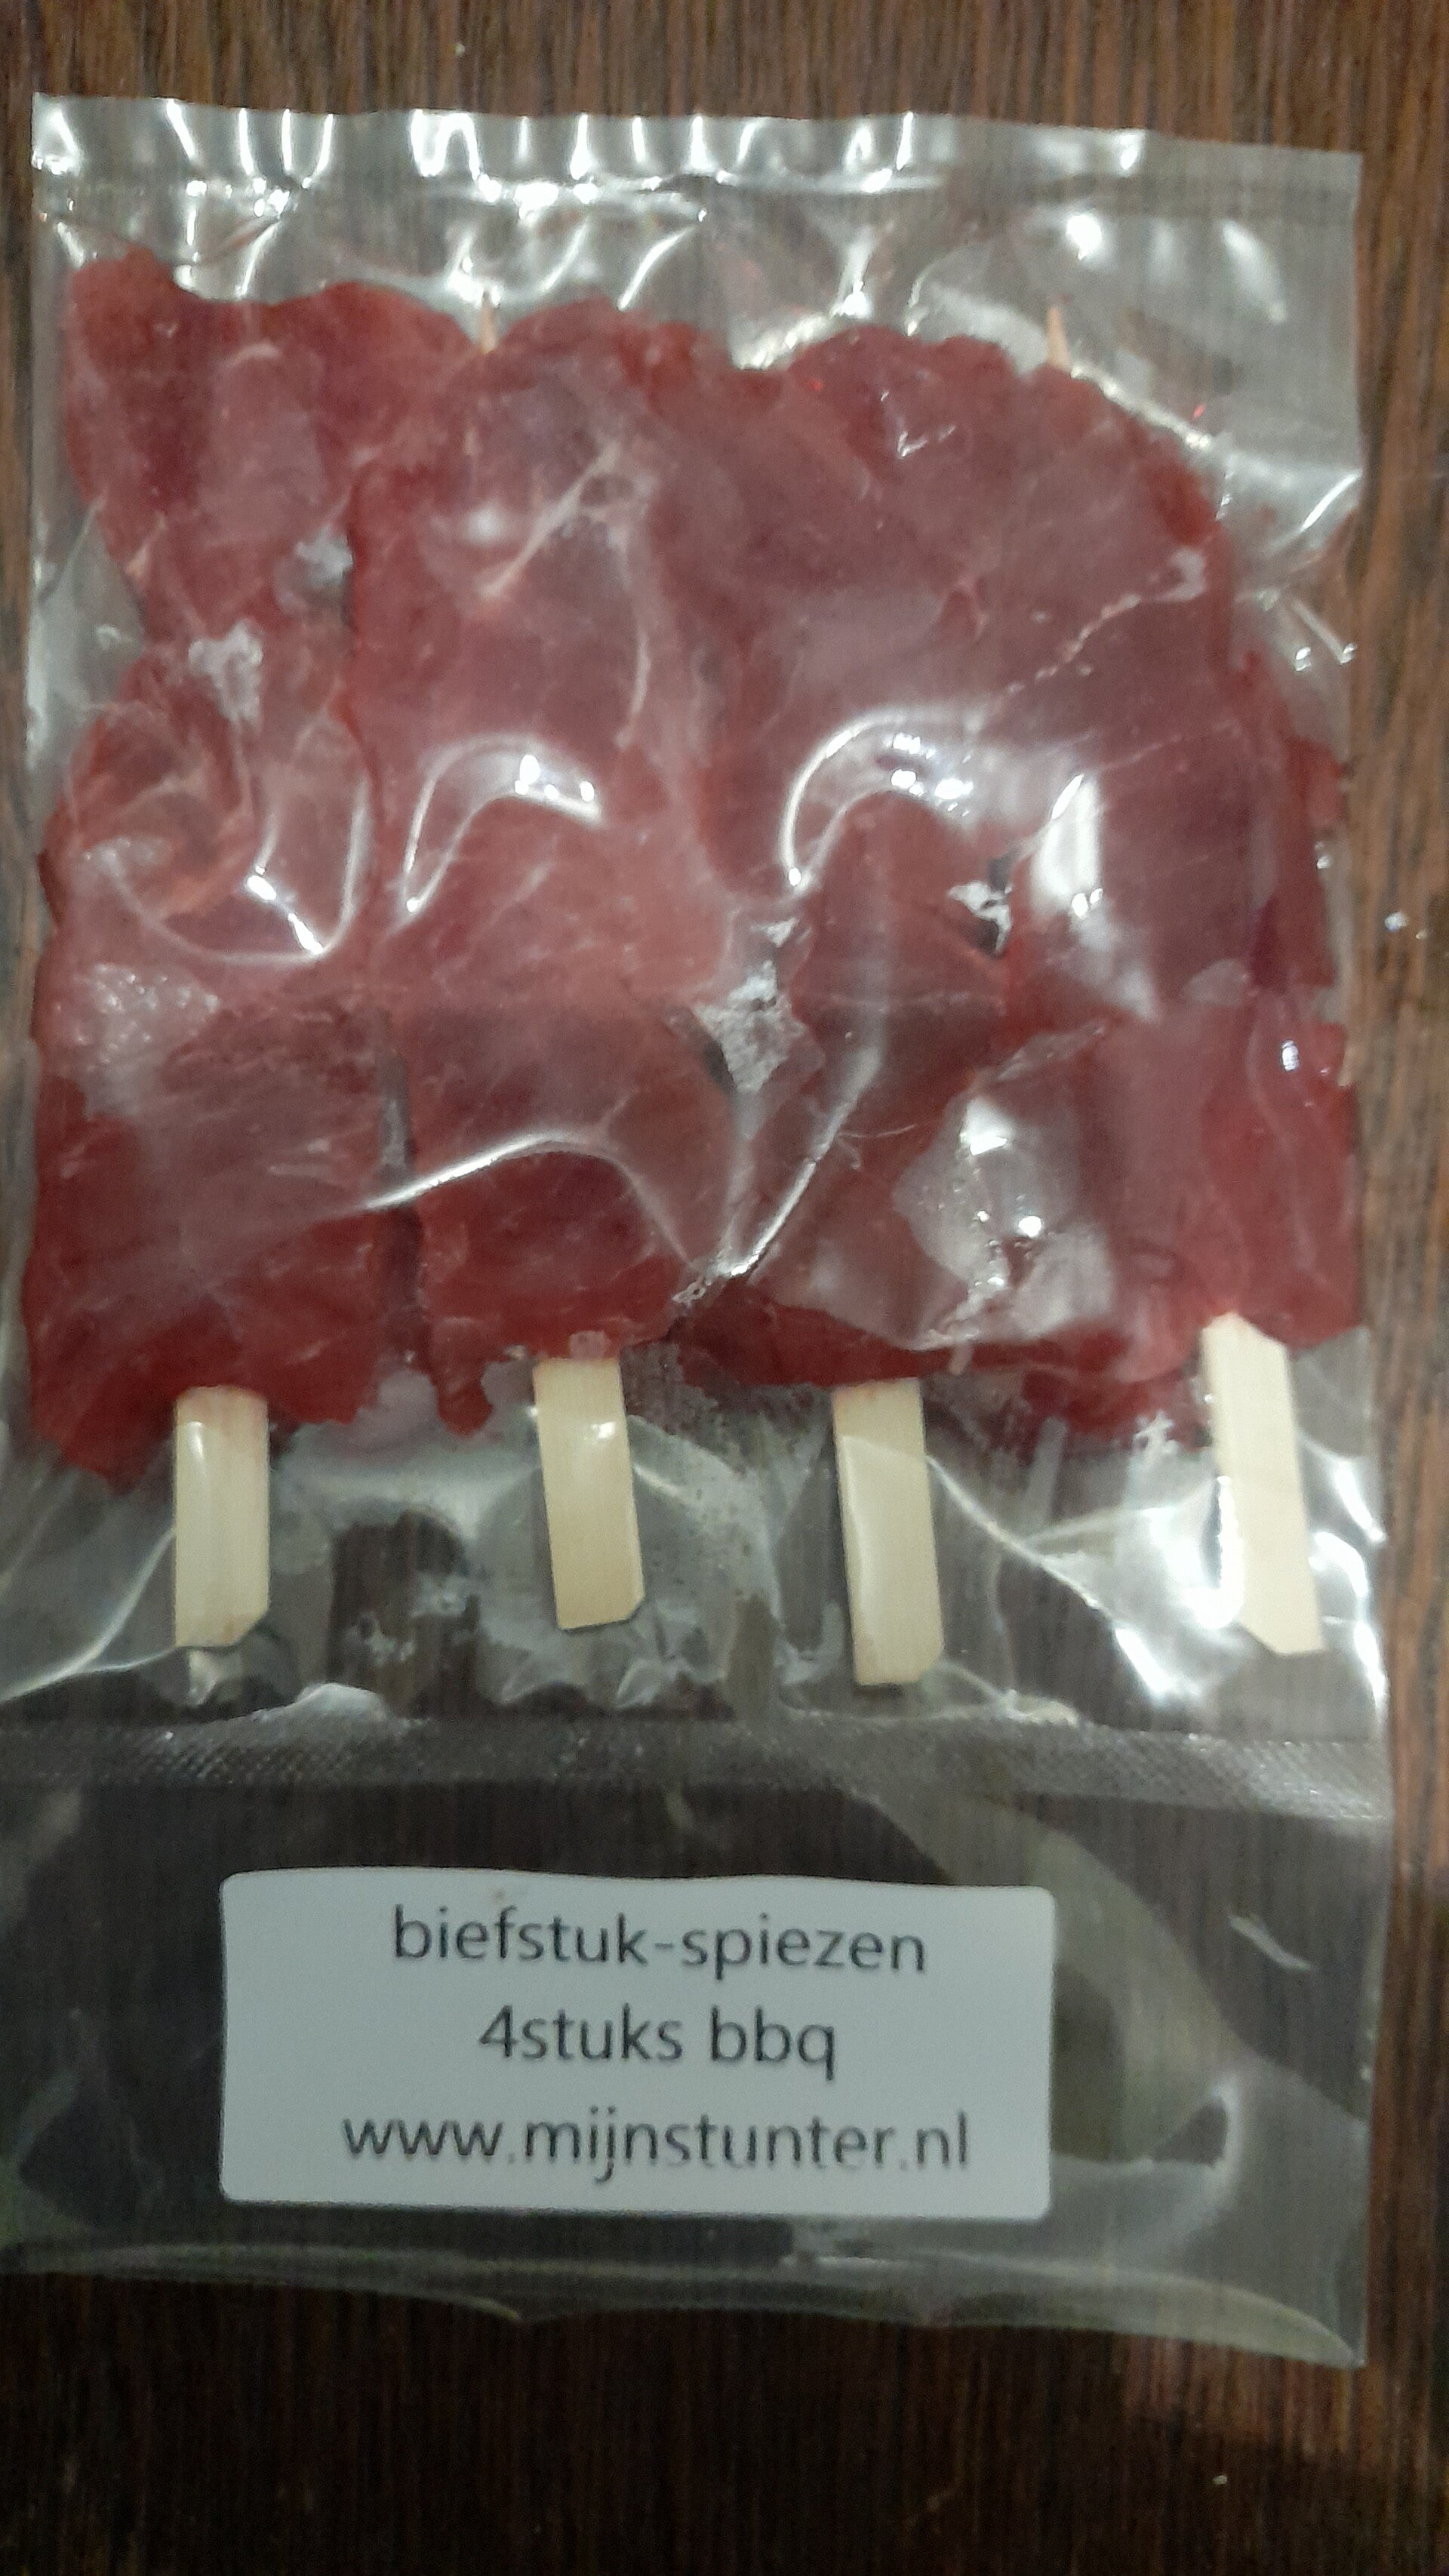 biefstuk-spiezen
4stuks bbq
www.mijnstunter.nl